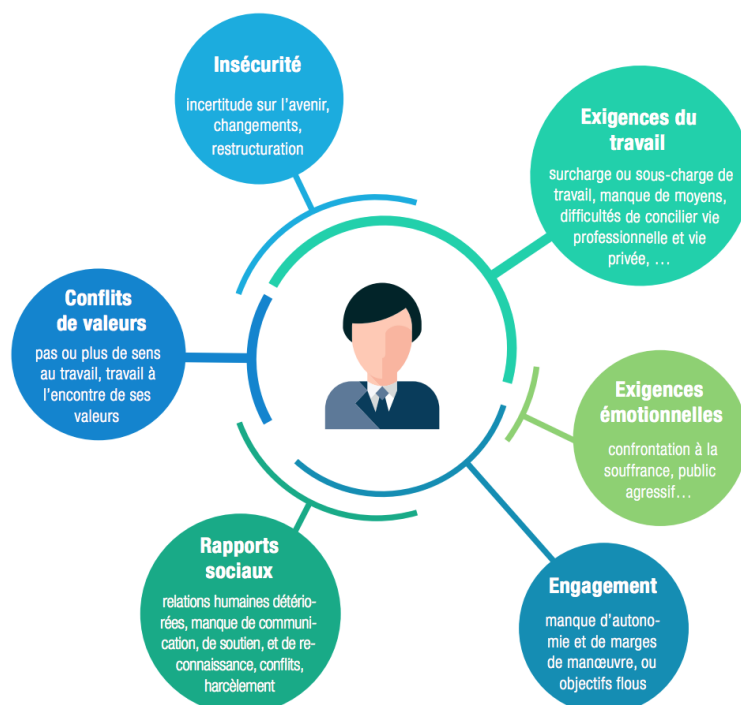 Insécurité
incertitude sur l'avenir,
changements,
restructuration
Exigences du
travail
surcharge ou sous-charge de
travail, manque de moyens,
difficultés de concilier vie
professionnelle et vie
privée, …
Conflits
de valeurs
pas ou plus de sens
au travail, travail à
l'encontre de ses
valeurs
Exigences
émotionnelles
confrontation à la
souffrance, public
agressif…
Rapports
sociaux
relations humaines détério-
rées, manque de communi-
cation, de soutien, et de re-
connaissance, conflits,
harcèlement
Engagement
manque d'autono-
mie et de marges
de manœuvre, ou
objectifs flous